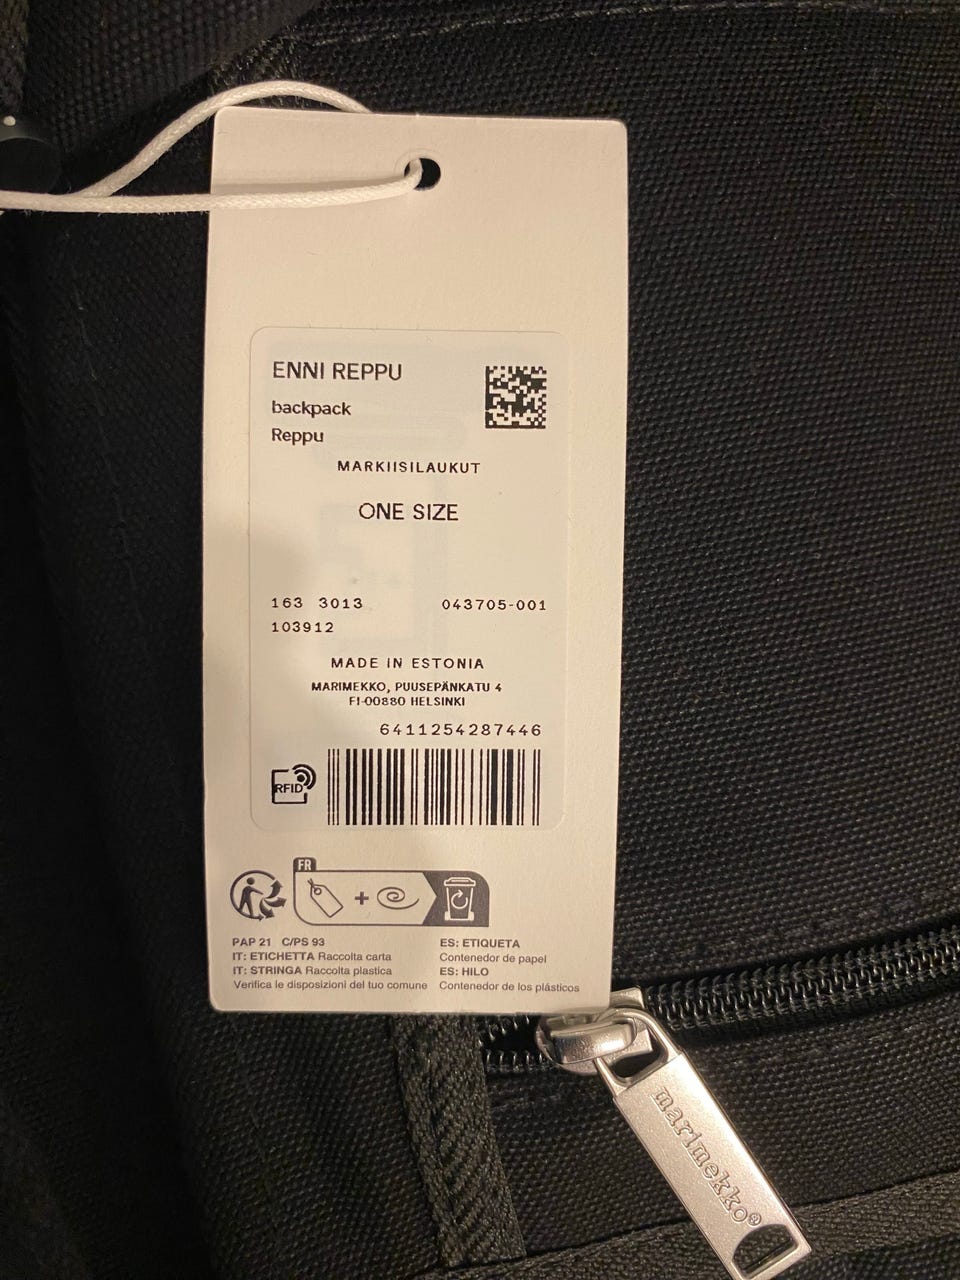 ENNI REPPU
backpack
Reppu
MARKIISILAUKUT
ONE SIZE
163 3013 043705-001
103912
MADE IN ESTONIA
MARIMEKKO, PUUSEPÄNKATU 4
FI-00880 HELSINKI
6411254287446
RFID
FR
PAP 21 C/PS 93
IT: ETICHETTA Raccolta carta
IT: STRINGA Raccolta plastica
Verifica le disposizioni del tuo comune
ES: ETIQUETA
Contenedor de papel
ES: HILO
Contenedor de los plásticos
marimekko®